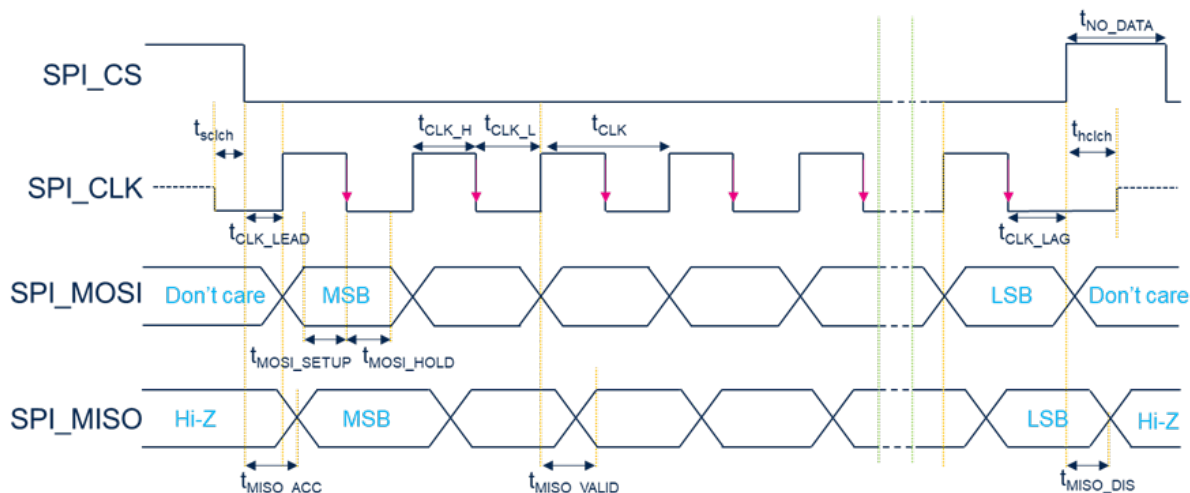 tNO_DATA
SPI_CS
tsclch
tCLK_H
tCLK_L
tCLK
thclch
SPI_CLK
tCLK_LEAD
tCLK_LAG
SPI_MOSI
Don't care
MSB
LSB
Don't care
tMOSI_SETUP
tMOSI_HOLD
SPI_MISO
Hi-Z
MSB
LSB
Hi-Z
tMISO_ACC
tMISO_VALID
tMISO_DIS